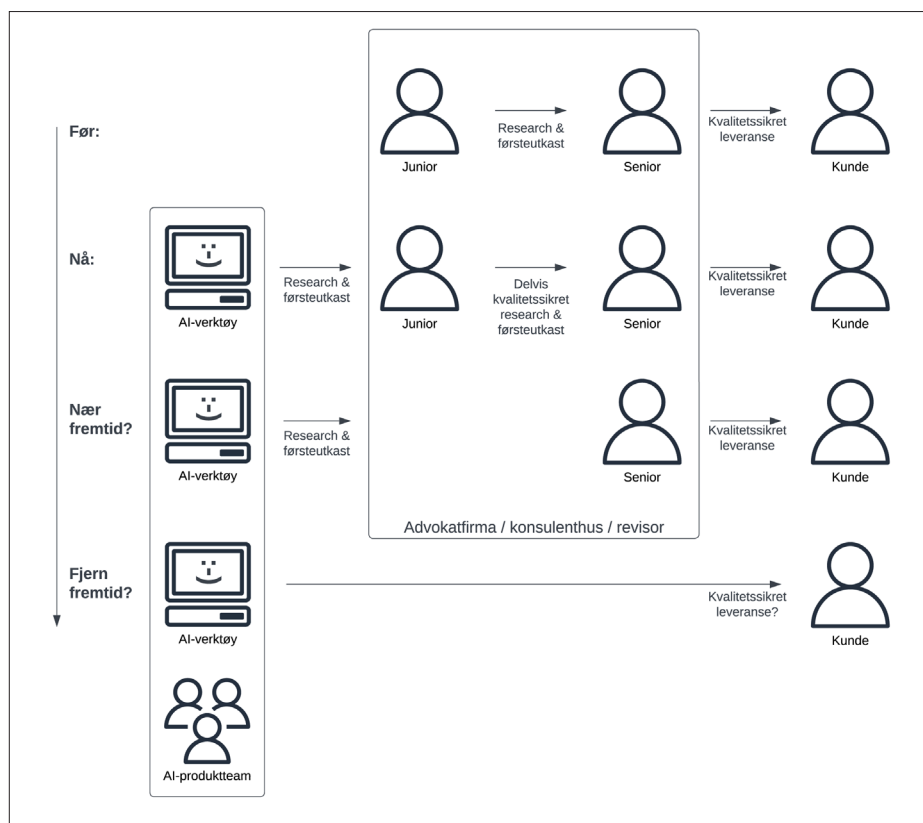 Før:
Junior
Research &
førsteutkast
Senior
Kvalitetssikret
leveranse
Kunde
Nå:
AI-verktøy
Research &
førsteutkast
Junior
Delvis
kvalitetssikret
research &
førsteutkast
Senior
Kvalitetssikret
leveranse
Kunde
Nær
fremtid?
AI-verktøy
Research &
førsteutkast
Senior
Kvalitetssikret
leveranse
Kunde
Advokatfirma / konsulenthus / revisor
Fjern
fremtid?
AI-verktøy
Kvalitetssikret
leveranse?
Kunde
AI-produktteam